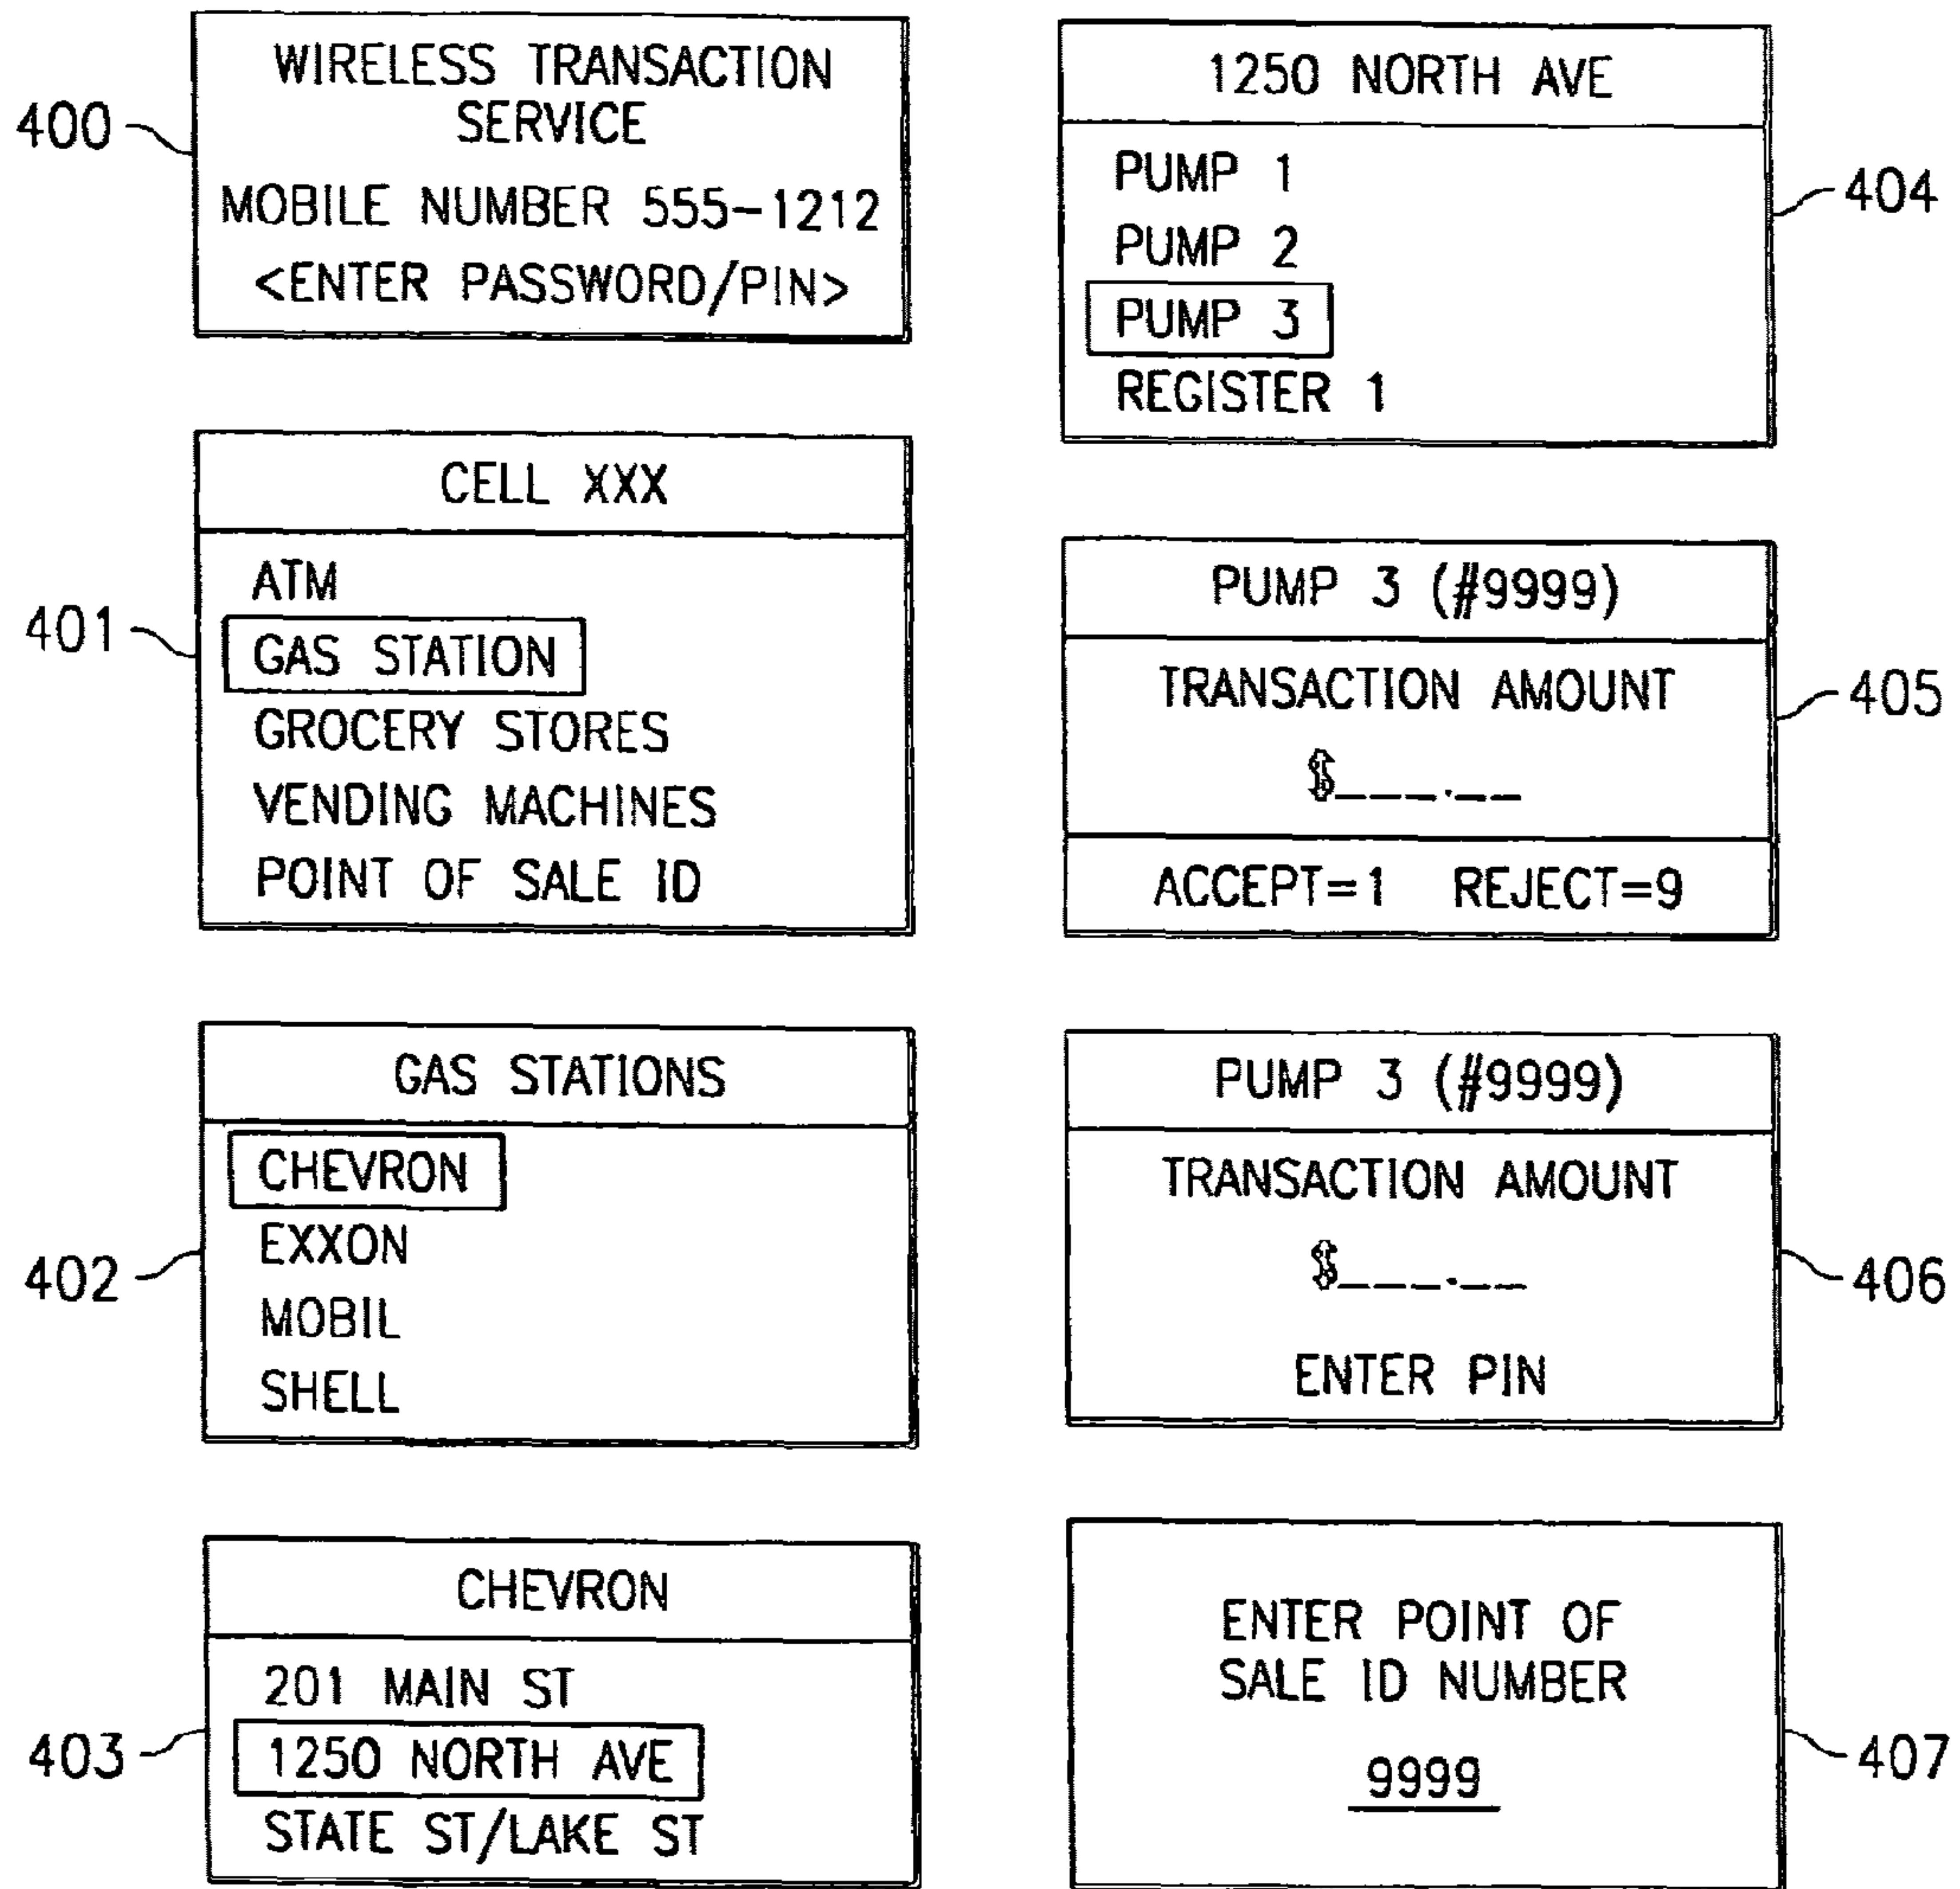 WIRELESS TRANSACTION
SERVICE
MOBILE NUMBER 555-1212
<ENTER PASSWORD/PIN>
400
CELL XXX
ATM
GAS STATION
GROCERY STORES
VENDING MACHINES
POINT OF SALE ID
401
GAS STATIONS
CHEVRON
EXXON
MOBIL
SHELL
402
CHEVRON
201 MAIN ST
1250 NORTH AVE
STATE ST/LAKE ST
403
1250 NORTH AVE
PUMP 1
PUMP 2
PUMP 3
REGISTER 1
404
PUMP 3 (#9999)
TRANSACTION AMOUNT
$___.__
ACCEPT=1 REJECT=9
405
PUMP 3 (#9999)
TRANSACTION AMOUNT
$___.__
ENTER PIN
406
ENTER POINT OF
SALE ID NUMBER
9999
407